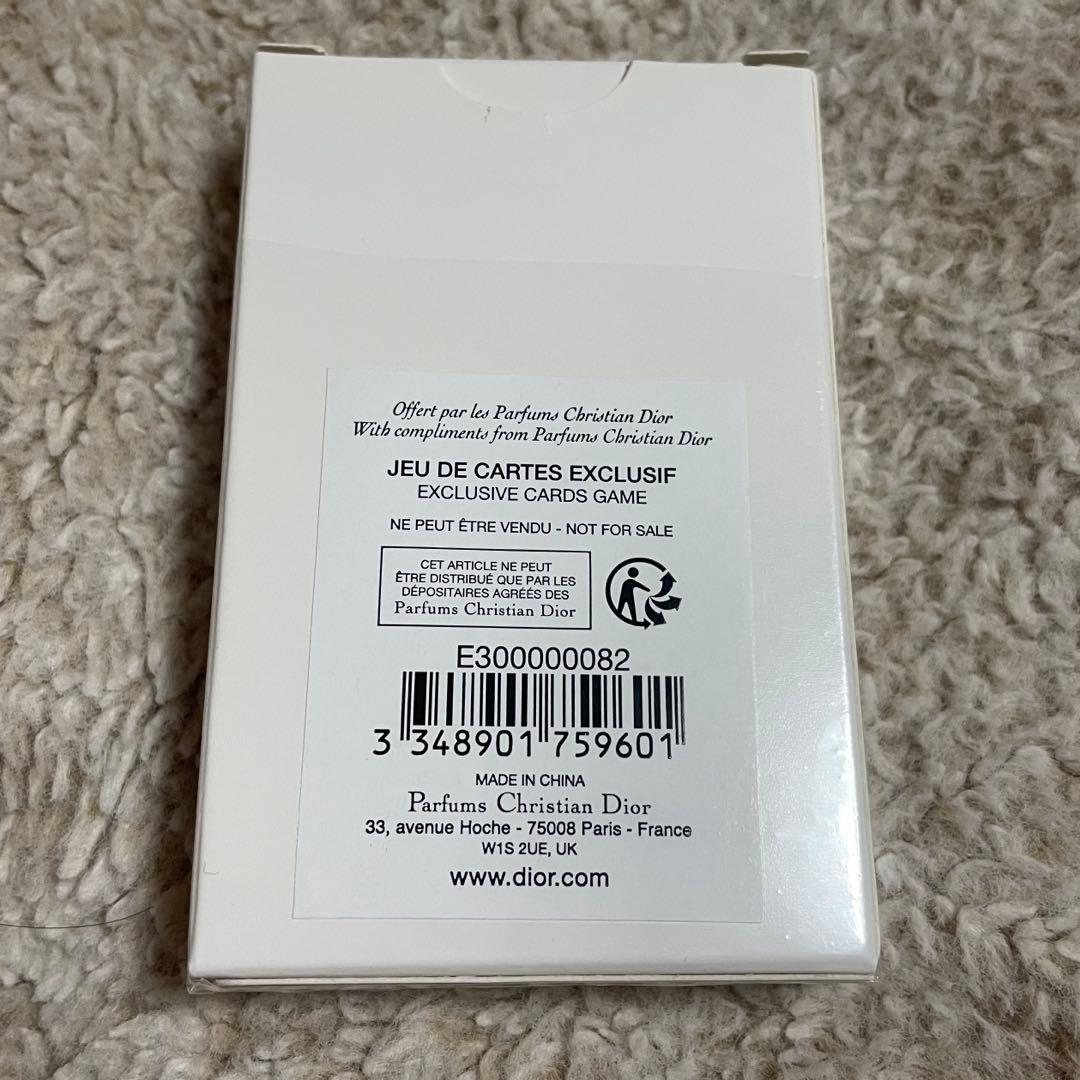 Offert par les Parfums Christian Dior
With compliments from Parfums Christian Dior
JEU DE CARTES EXCLUSIF
EXCLUSIVE CARDS GAME
NE PEUT ÊTRE VENDU - NOT FOR SALE
CET ARTICLE NE PEUT
ÊTRE DISTRIBUÉ QUE PAR LES
DÉPOSITAIRES AGRÉÉS DES
Parfums Christian Dior
E300000082
3 348901 759601
MADE IN CHINA
Parfums Christian Dior
33, avenue Hoche - 75008 Paris - France
W1S 2UE, UK
www.dior.com